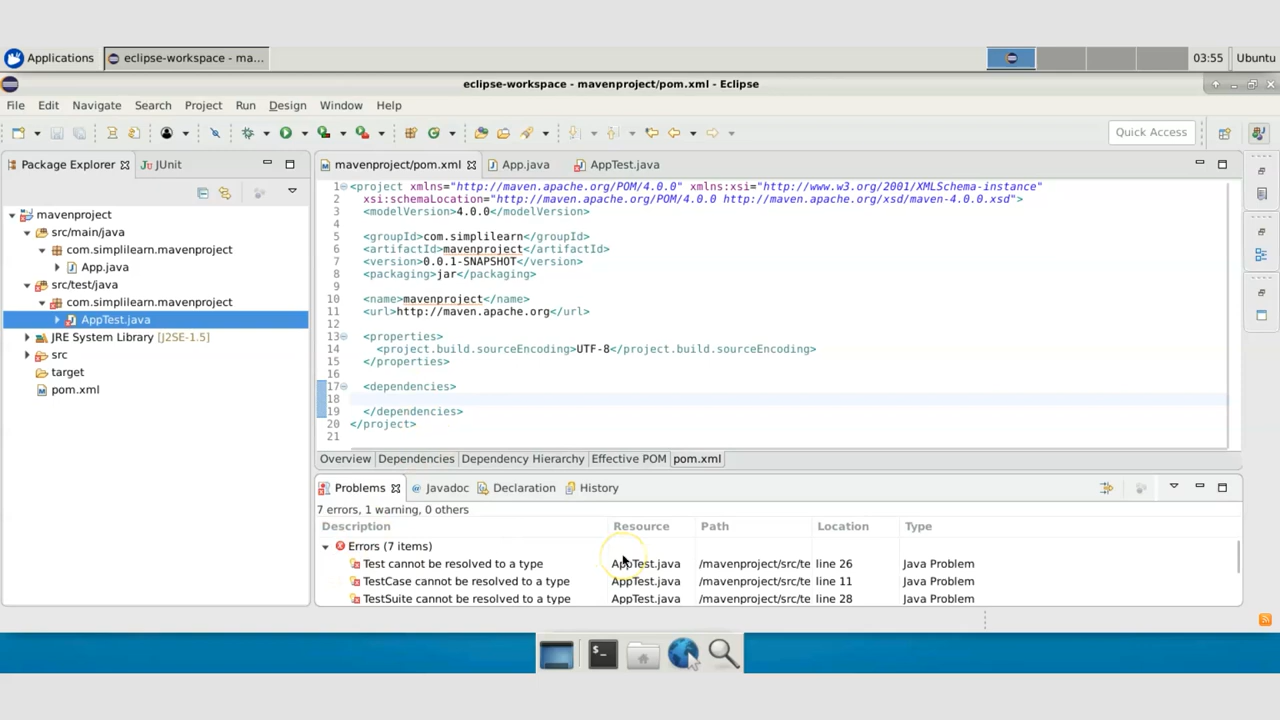 Applications
eclipse-workspace - ma...
03:55
Ubuntu
eclipse-workspace - mavenproject/pom.xml - Eclipse
File Edit Navigate Search Project Run Design Window Help
Quick Access
Package Explorer
JUnit
mavenproject
src/main/java
com.simplilearn.mavenproject
App.java
src/test/java
com.simplilearn.mavenproject
AppTest.java
JRE System Library [J2SE-1.5]
src
target
pom.xml
mavenproject/pom.xml
App.java
AppTest.java
1 <project xmlns="http://maven.apache.org/POM/4.0.0" xmlns:xsi="http://www.w3.org/2001/XMLSchema-instance"
2 xsi:schemaLocation="http://maven.apache.org/POM/4.0.0 http://maven.apache.org/xsd/maven-4.0.0.xsd">
3 <modelVersion>4.0.0</modelVersion>
4
5 <groupId>com.simplilearn</groupId>
6 <artifactId>mavenproject</artifactId>
7 <version>0.0.1-SNAPSHOT</version>
8 <packaging>jar</packaging>
9
10 <name>mavenproject</name>
11 <url>http://maven.apache.org</url>
12
13 <properties>
14 <project.build.sourceEncoding>UTF-8</project.build.sourceEncoding>
15 </properties>
16
17 <dependencies>
18
19 </dependencies>
20 </project>
21
Overview Dependencies Dependency Hierarchy Effective POM pom.xml
Problems Javadoc Declaration History
7 errors, 1 warning, 0 others
Description Resource Path Location Type
Errors (7 items)
Test cannot be resolved to a type AppTest.java /mavenproject/src/te line 26 Java Problem
TestCase cannot be resolved to a type AppTest.java /mavenproject/src/te line 11 Java Problem
TestSuite cannot be resolved to a type AppTest.java /mavenproject/src/te line 28 Java Problem